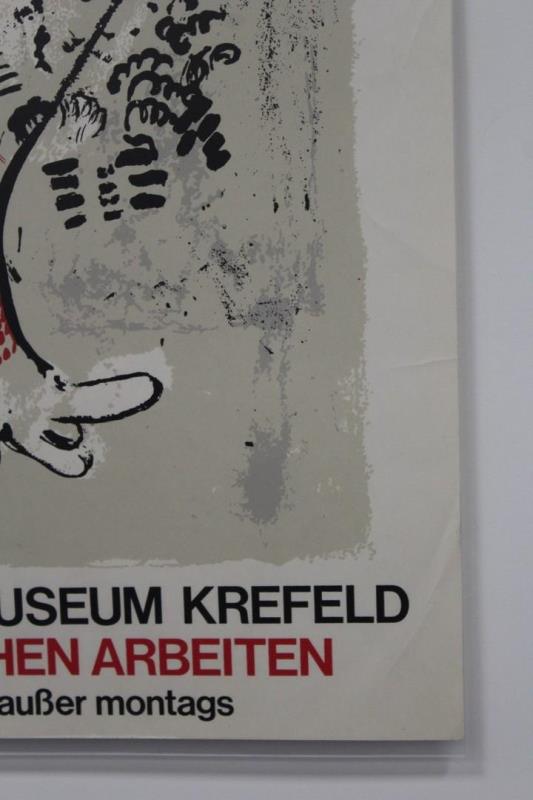 USEUM KREFELD
HEN ARBEITEN
außer montags